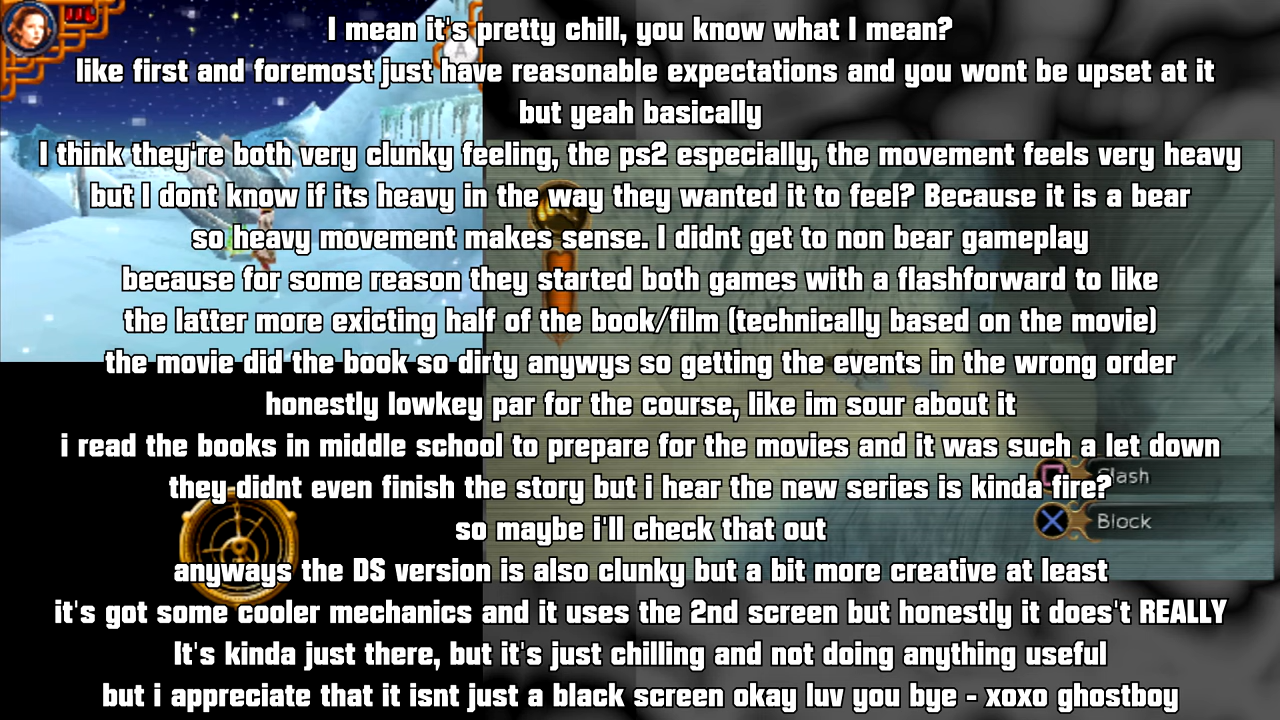 I mean it's pretty chill, you know what I mean?
like first and foremost just have reasonable expectations and you wont be upset at it
but yeah basically
I think they're both very clunky feeling, the ps2 especially, the movement feels very heavy
but I dont know if its heavy in the way they wanted it to feel? Because it is a bear
so heavy movement makes sense. I didnt get to non bear gameplay
because for some reason they started both games with a flashforward to like
the latter more exicting half of the book/film (technically based on the movie)
the movie did the book so dirty anywys so getting the events in the wrong order
honestly lowkey par for the course, like im sour about it
i read the books in middle school to prepare for the movies and it was such a let down
they didnt even finish the story but i hear the new series is kinda fire?
so maybe i'll check that out
anyways the DS version is also clunky but a bit more creative at least
it's got some cooler mechanics and it uses the 2nd screen but honestly it does't REALLY
It's kinda just there, but it's just chilling and not doing anything useful
but i appreciate that it isnt just a black screen okay luv you bye - xoxo ghostboy
A
Block